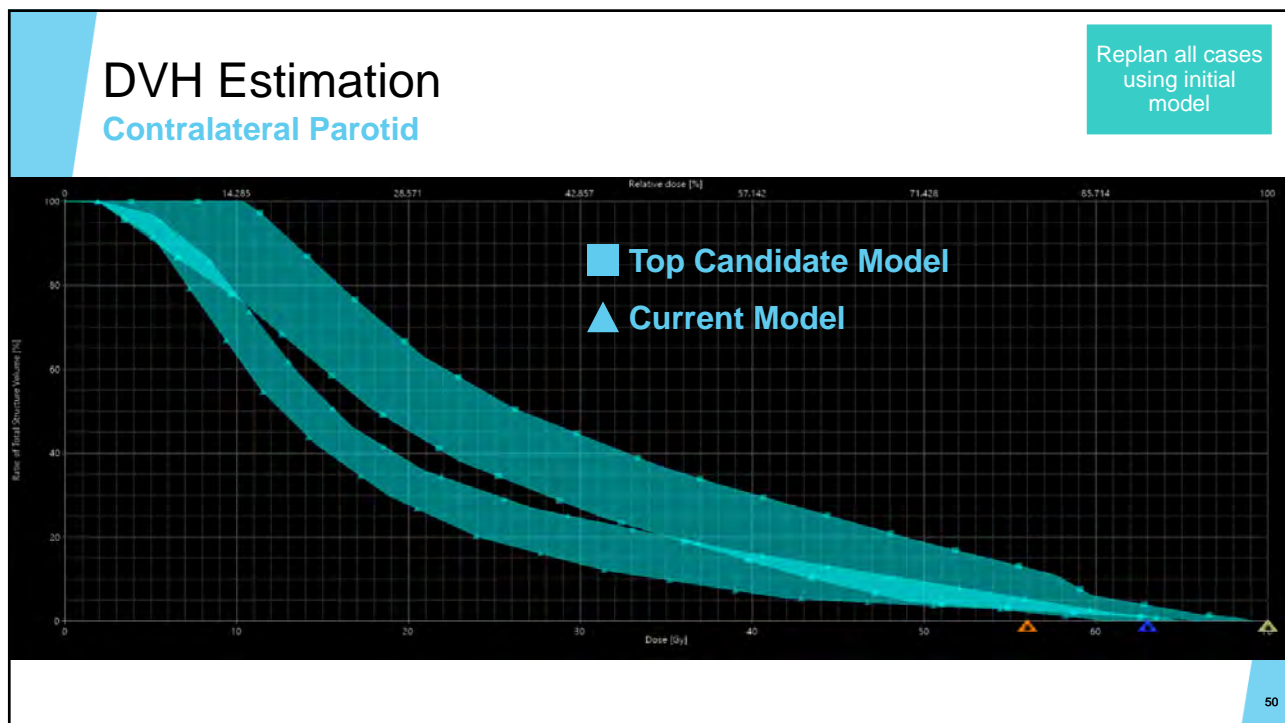 DVH Estimation
Contralateral Parotid
Replan all cases
using initial
model
Relative dose [%]
0 14.285 28.571 42.857 57.142 71.428 85.714 100
100
80
60
40
20
0
Ratio of Total Structure Volume [%]
Top Candidate Model
Current Model
0 10 20 30 40 50 60 70
Dose [Gy]
50